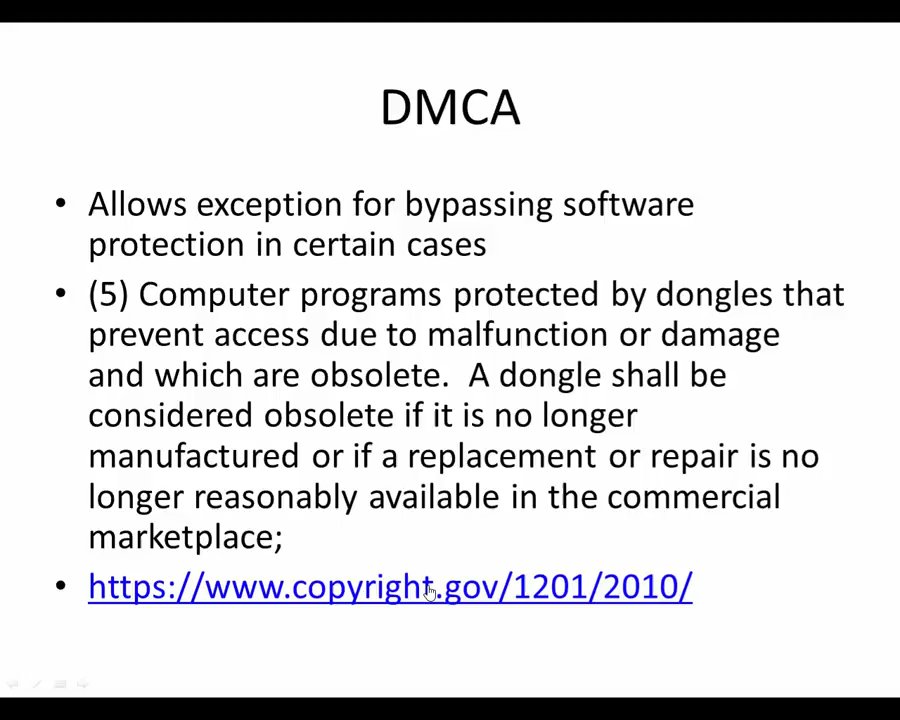 DMCA
• Allows exception for bypassing software
protection in certain cases
• (5) Computer programs protected by dongles that
prevent access due to malfunction or damage
and which are obsolete.  A dongle shall be
considered obsolete if it is no longer
manufactured or if a replacement or repair is no
longer reasonably available in the commercial
marketplace;
• https://www.copyright.gov/1201/2010/